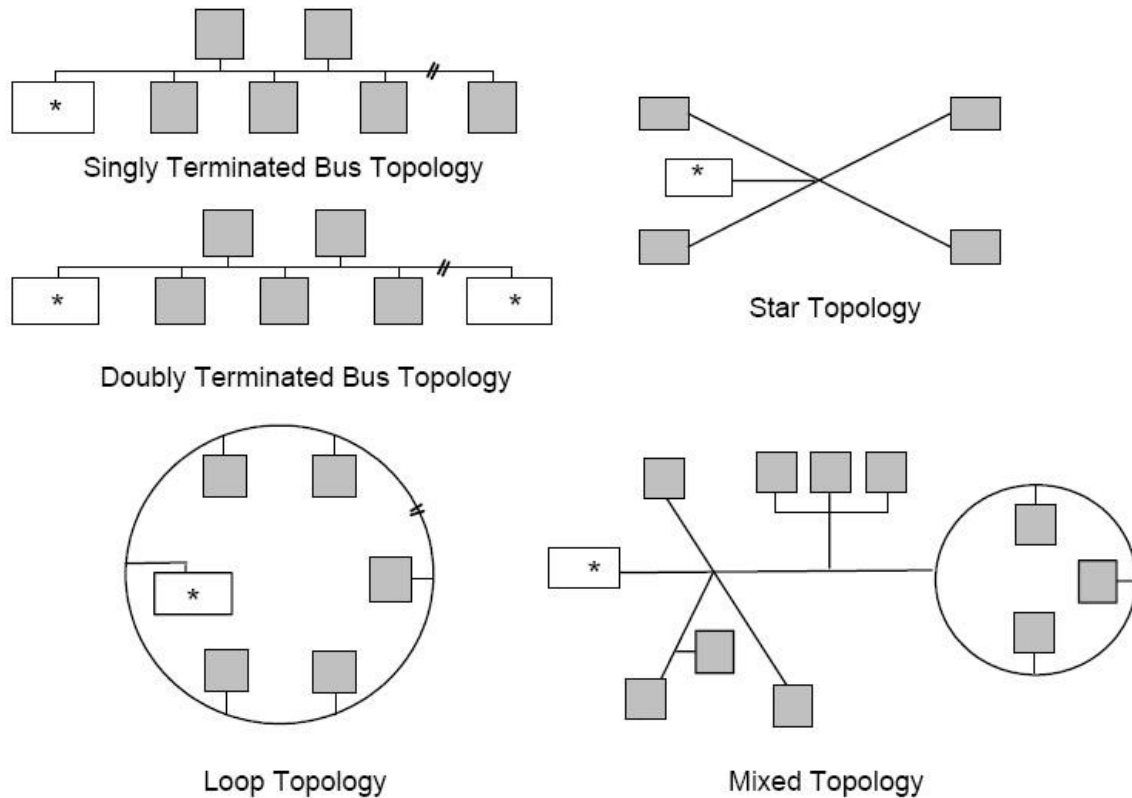 *
Singly Terminated Bus Topology
*
Star Topology
* *
Doubly Terminated Bus Topology
*
Loop Topology
*
Mixed Topology